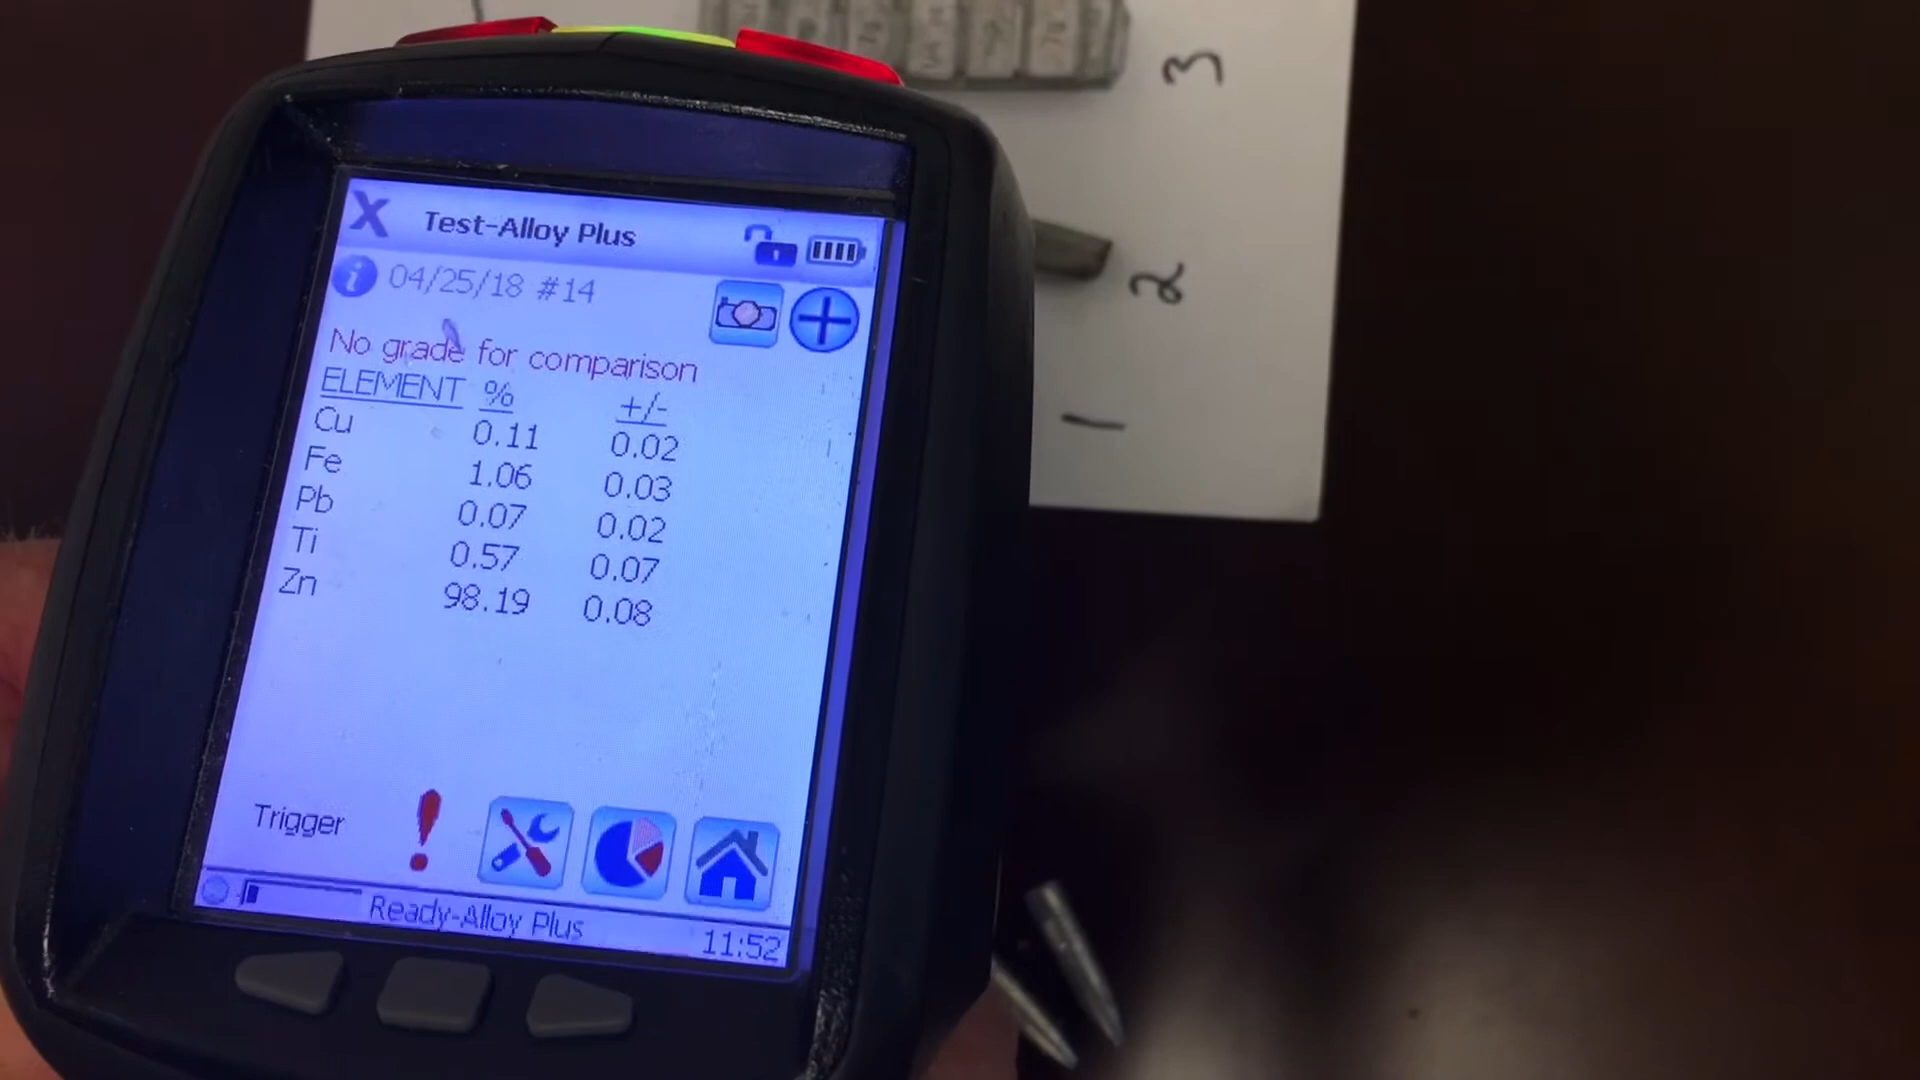 3
Test-Alloy Plus
04/25/18 #14
2
No grade for comparison
ELEMENT % +/-
1
Cu 0.11 0.02
Fe 1.06 0.03
Pb 0.07 0.02
Ti 0.57 0.07
Zn 98.19 0.08
Trigger
Ready-Alloy Plus
11:52